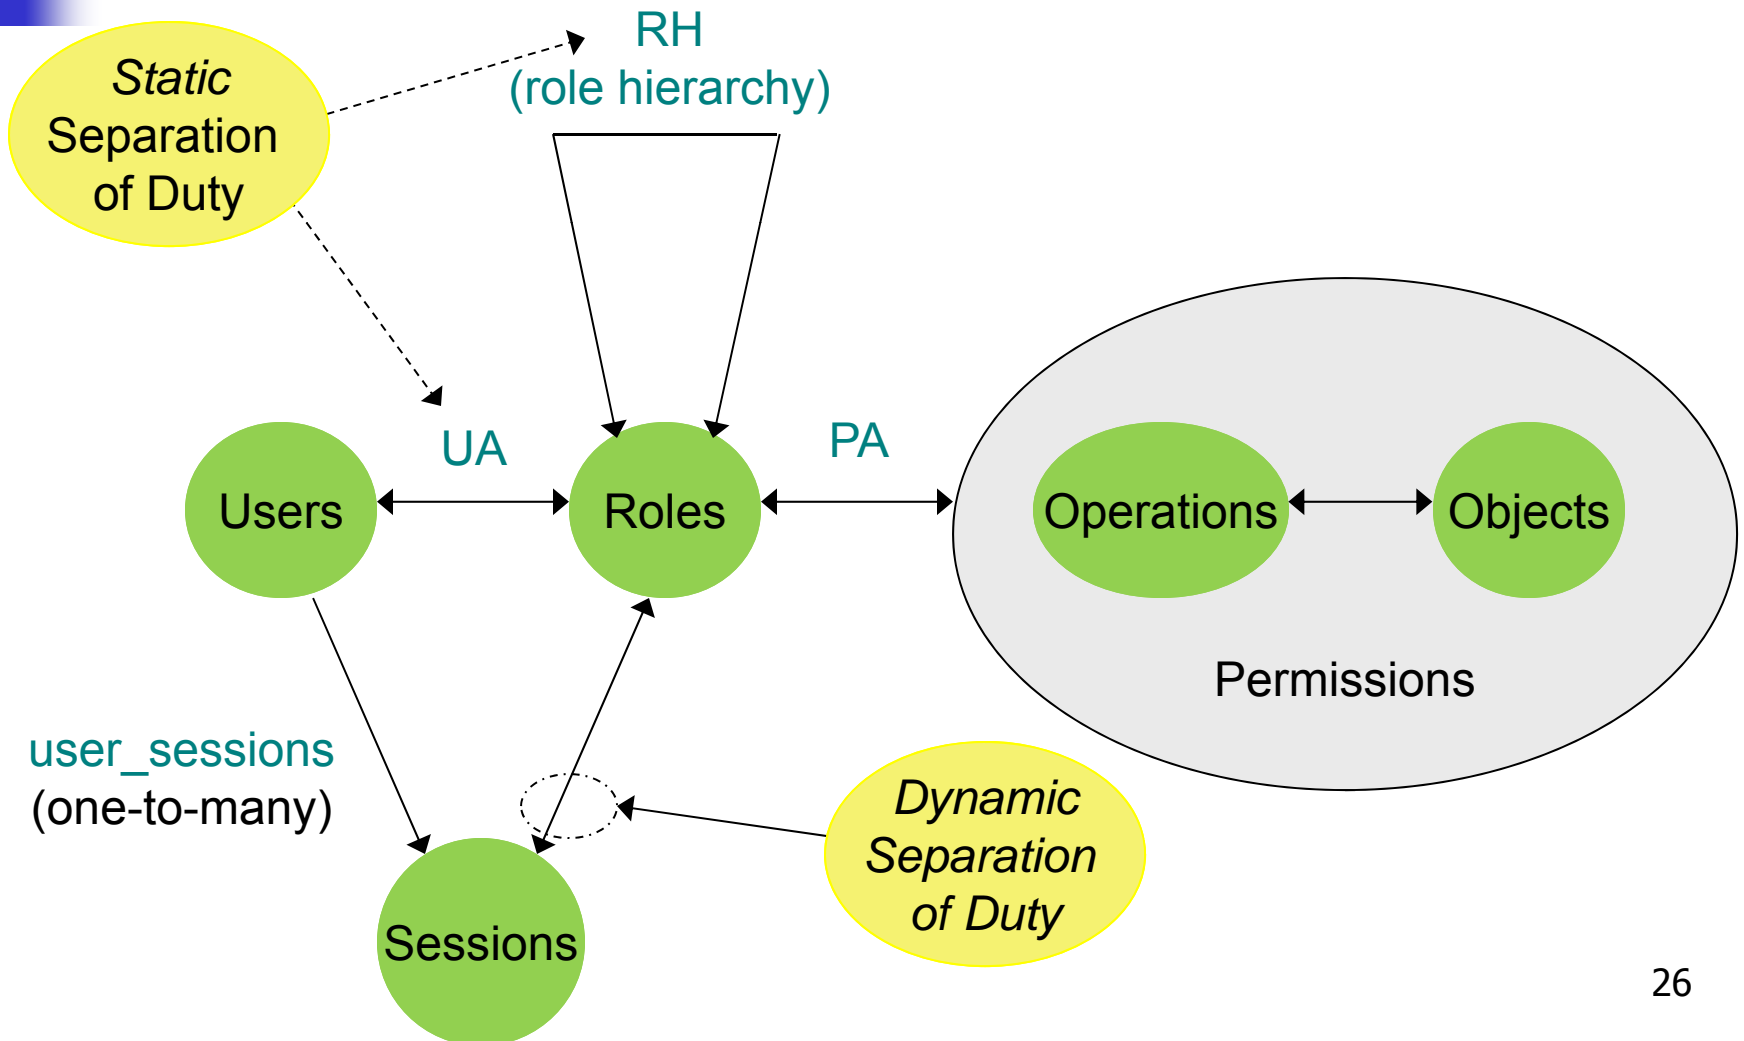 RH
(role hierarchy)
Static
Separation
of Duty
UA
PA
Users
Roles
Operations
Objects
Permissions
user_sessions
(one-to-many)
Dynamic
Separation
of Duty
Sessions
26